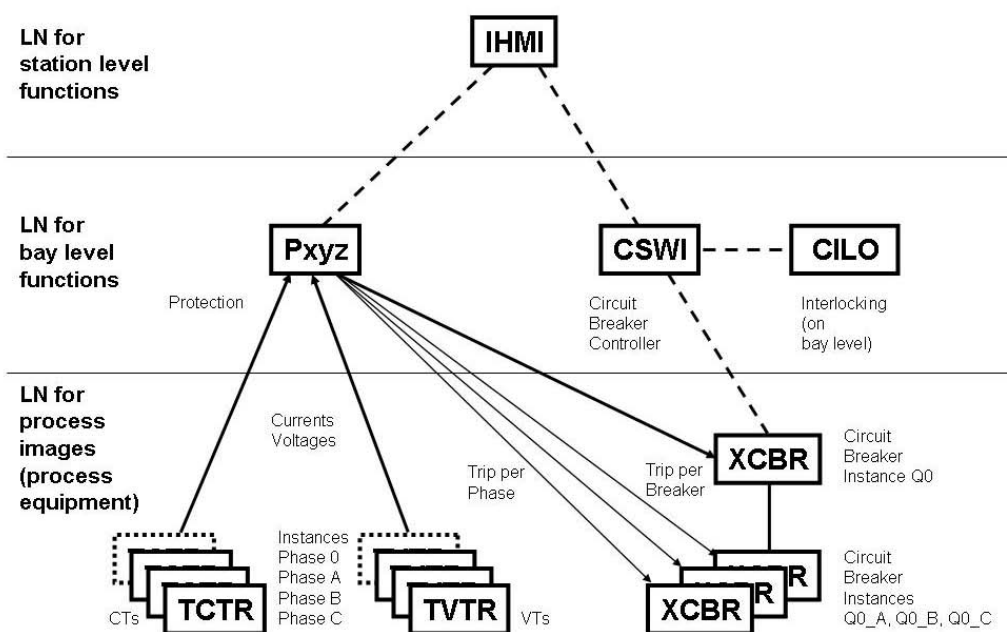 LN for
station level
functions
IHMI
LN for
bay level
functions
Pxyz
CSWI
CILO
Protection
Circuit
Breaker
Controller
Interlocking
(on
bay level)
LN for
process
images
(process
equipment)
Currents
Voltages
Trip per
Phase
Trip per
Breaker
XCBR
Circuit
Breaker
Instance Q0
CTs
TCTR
Instances
Phase 0
Phase A
Phase B
Phase C
TVTR
VTs
XCBR
Circuit
Breaker
Instances
Q0_A, Q0_B, Q0_C